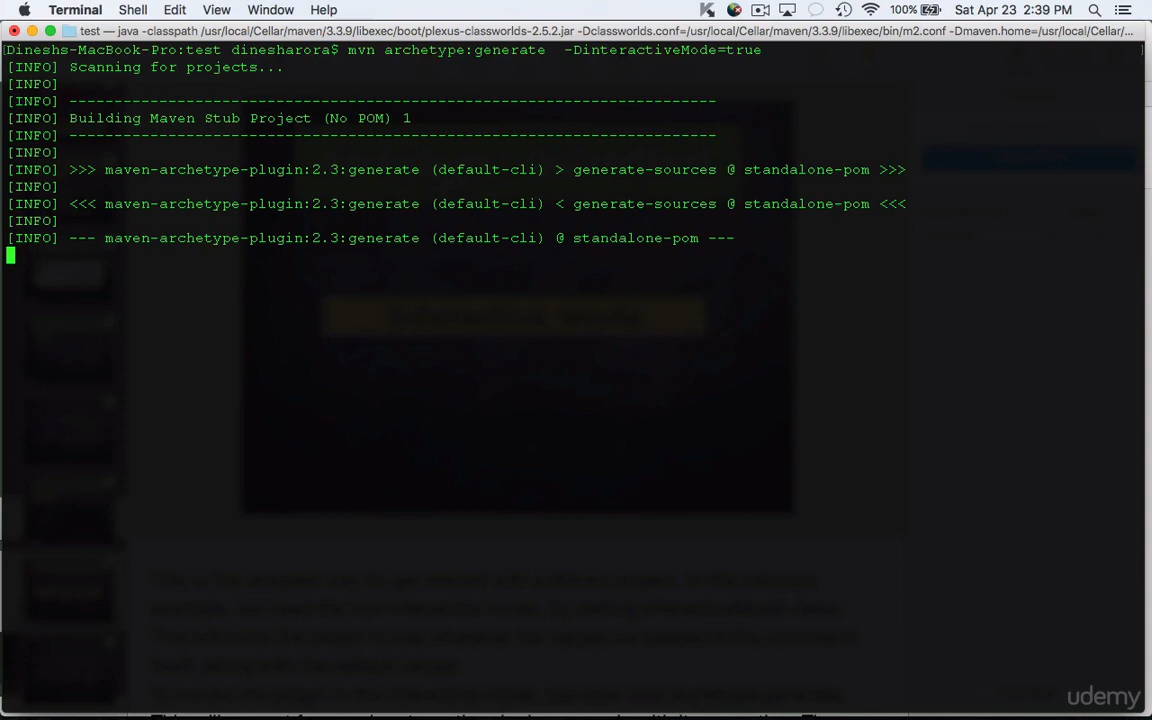 Terminal Shell Edit View Window Help 100% Sat Apr 23 2:39 PM
test — java -classpath /usr/local/Cellar/maven/3.3.9/libexec/boot/plexus-classworlds-2.5.2.jar -Dclassworlds.conf=/usr/local/Cellar/maven/3.3.9/libexec/bin/m2.conf -Dmaven.home=/usr/local/Cellar/...
Dineshs-MacBook-Pro:test dinesharora$ mvn archetype:generate  -DinteractiveMode=true
[INFO] Scanning for projects...
[INFO]
[INFO] ------------------------------------------------------------------------
[INFO] Building Maven Stub Project (No POM) 1
[INFO] ------------------------------------------------------------------------
[INFO]
[INFO] >>> maven-archetype-plugin:2.3:generate (default-cli) > generate-sources @ standalone-pom >>>
[INFO]
[INFO] <<< maven-archetype-plugin:2.3:generate (default-cli) < generate-sources @ standalone-pom <<<
[INFO]
[INFO] --- maven-archetype-plugin:2.3:generate (default-cli) @ standalone-pom ---
udemy